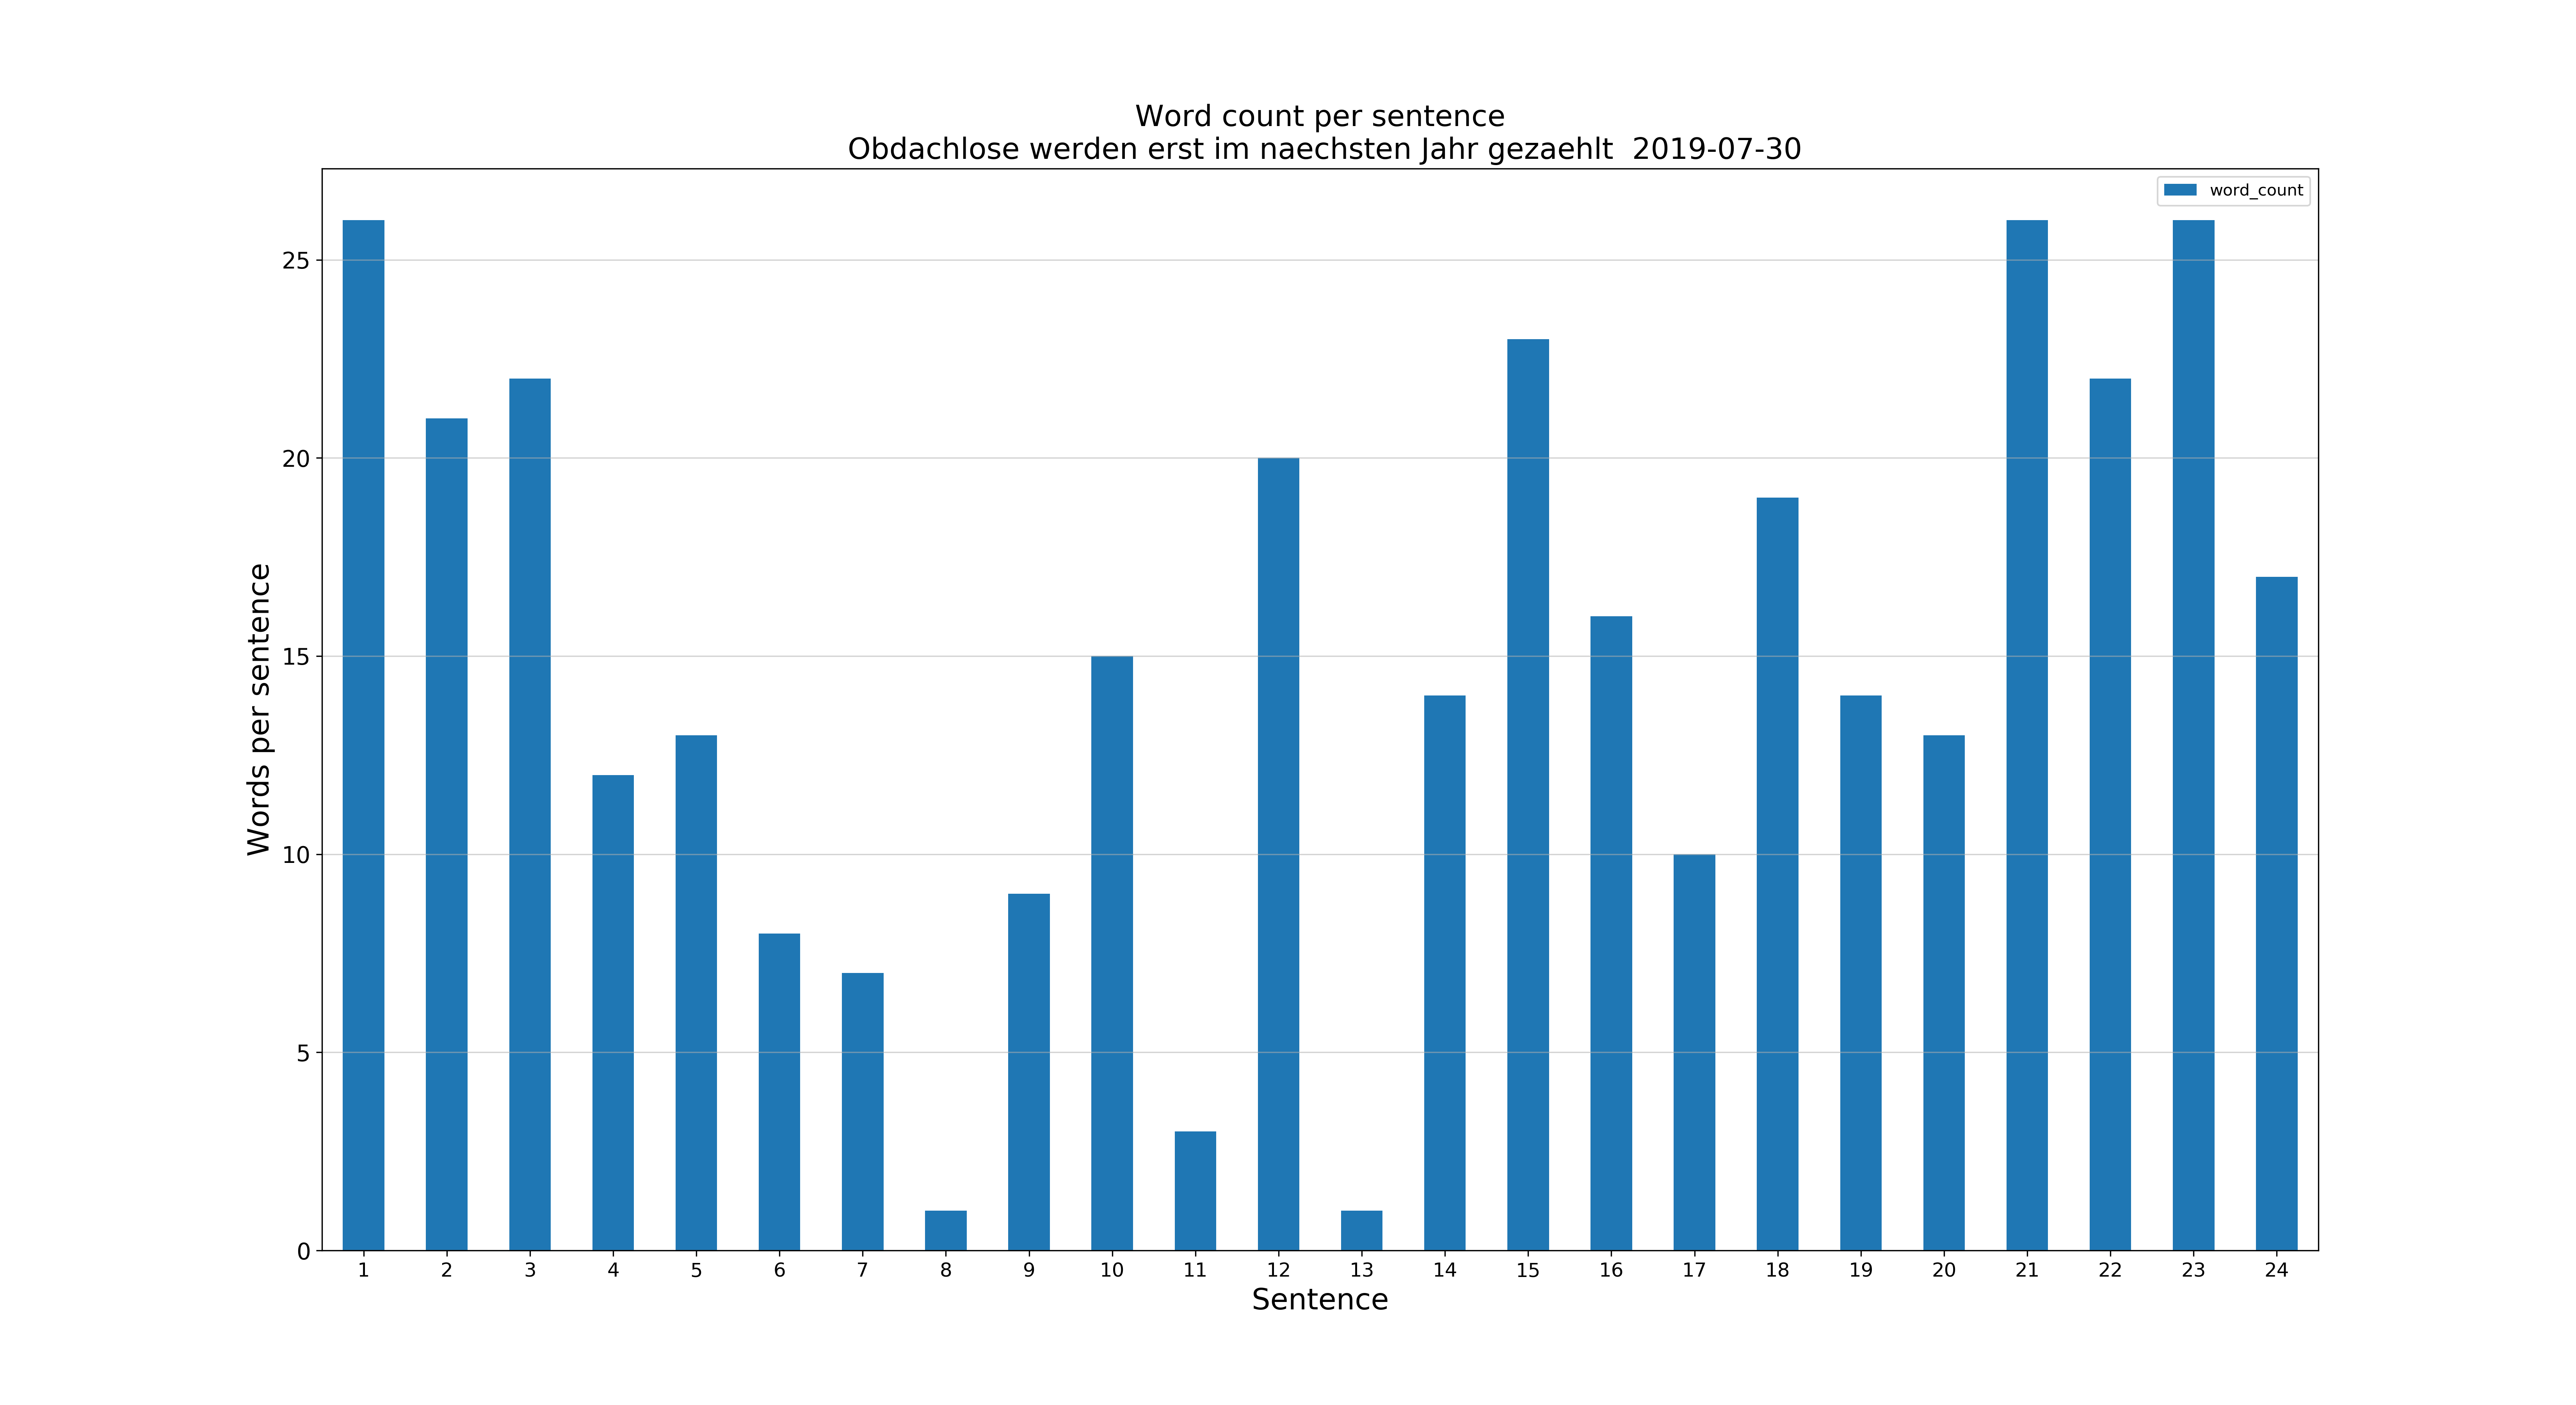 Word count per sentence
Obdachlose werden erst im naechsten Jahr gezaehlt  2019-07-30
word_count
25
20
15
10
5
0
Words per sentence
1 2 3 4 5 6 7 8 9 10 11 12 13 14 15 16 17 18 19 20 21 22 23 24
Sentence